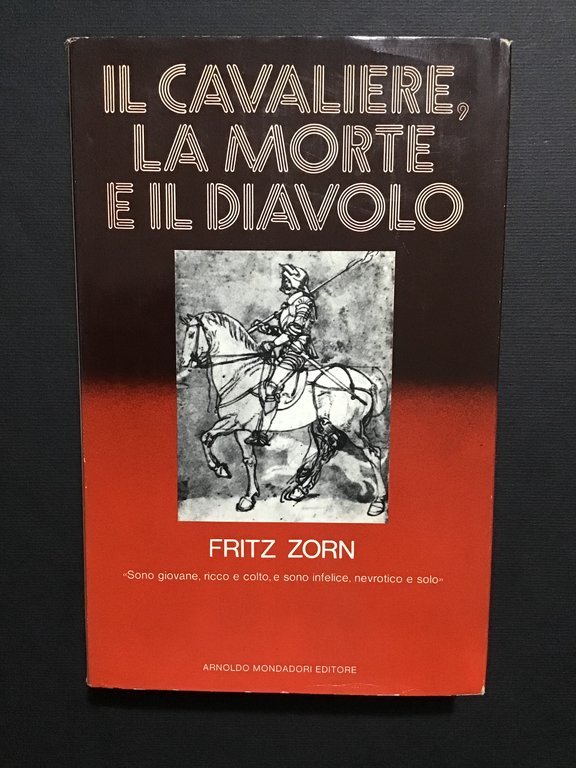 IL CAVALIERE,
LA MORTE
E IL DIAVOLO
FRITZ ZORN
«Sono giovane, ricco e colto, e sono infelice, nevrotico e solo»
ARNOLDO MONDADORI EDITORE